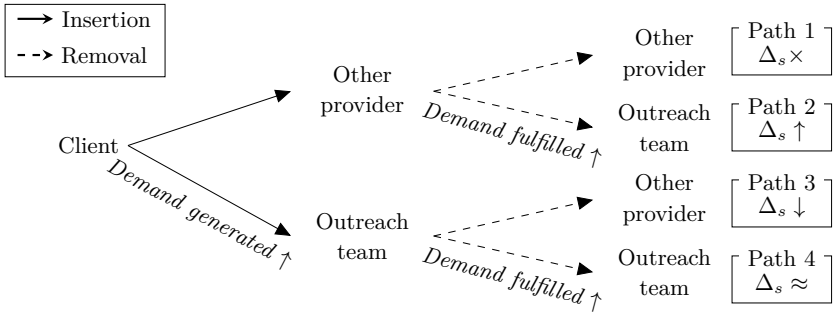 Insertion
Removal
Client
Demand generated ↑
Other
provider
Demand fulfilled ↑
Outreach
team
Demand fulfilled ↑
Other
provider
Outreach
team
Other
provider
Outreach
team
Path 1
Δₛ×
Path 2
Δₛ ↑
Path 3
Δₛ ↓
Path 4
Δₛ ≈